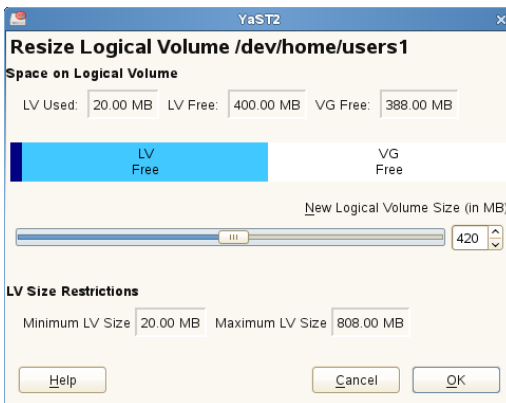 YaST2
Resize Logical Volume /dev/home/users1
Space on Logical Volume
LV Used: 20.00 MB LV Free: 400.00 MB VG Free: 388.00 MB
LV Free
VG Free
New Logical Volume Size (in MB)
420
LV Size Restrictions
Minimum LV Size 20.00 MB Maximum LV Size 808.00 MB
Help Cancel OK